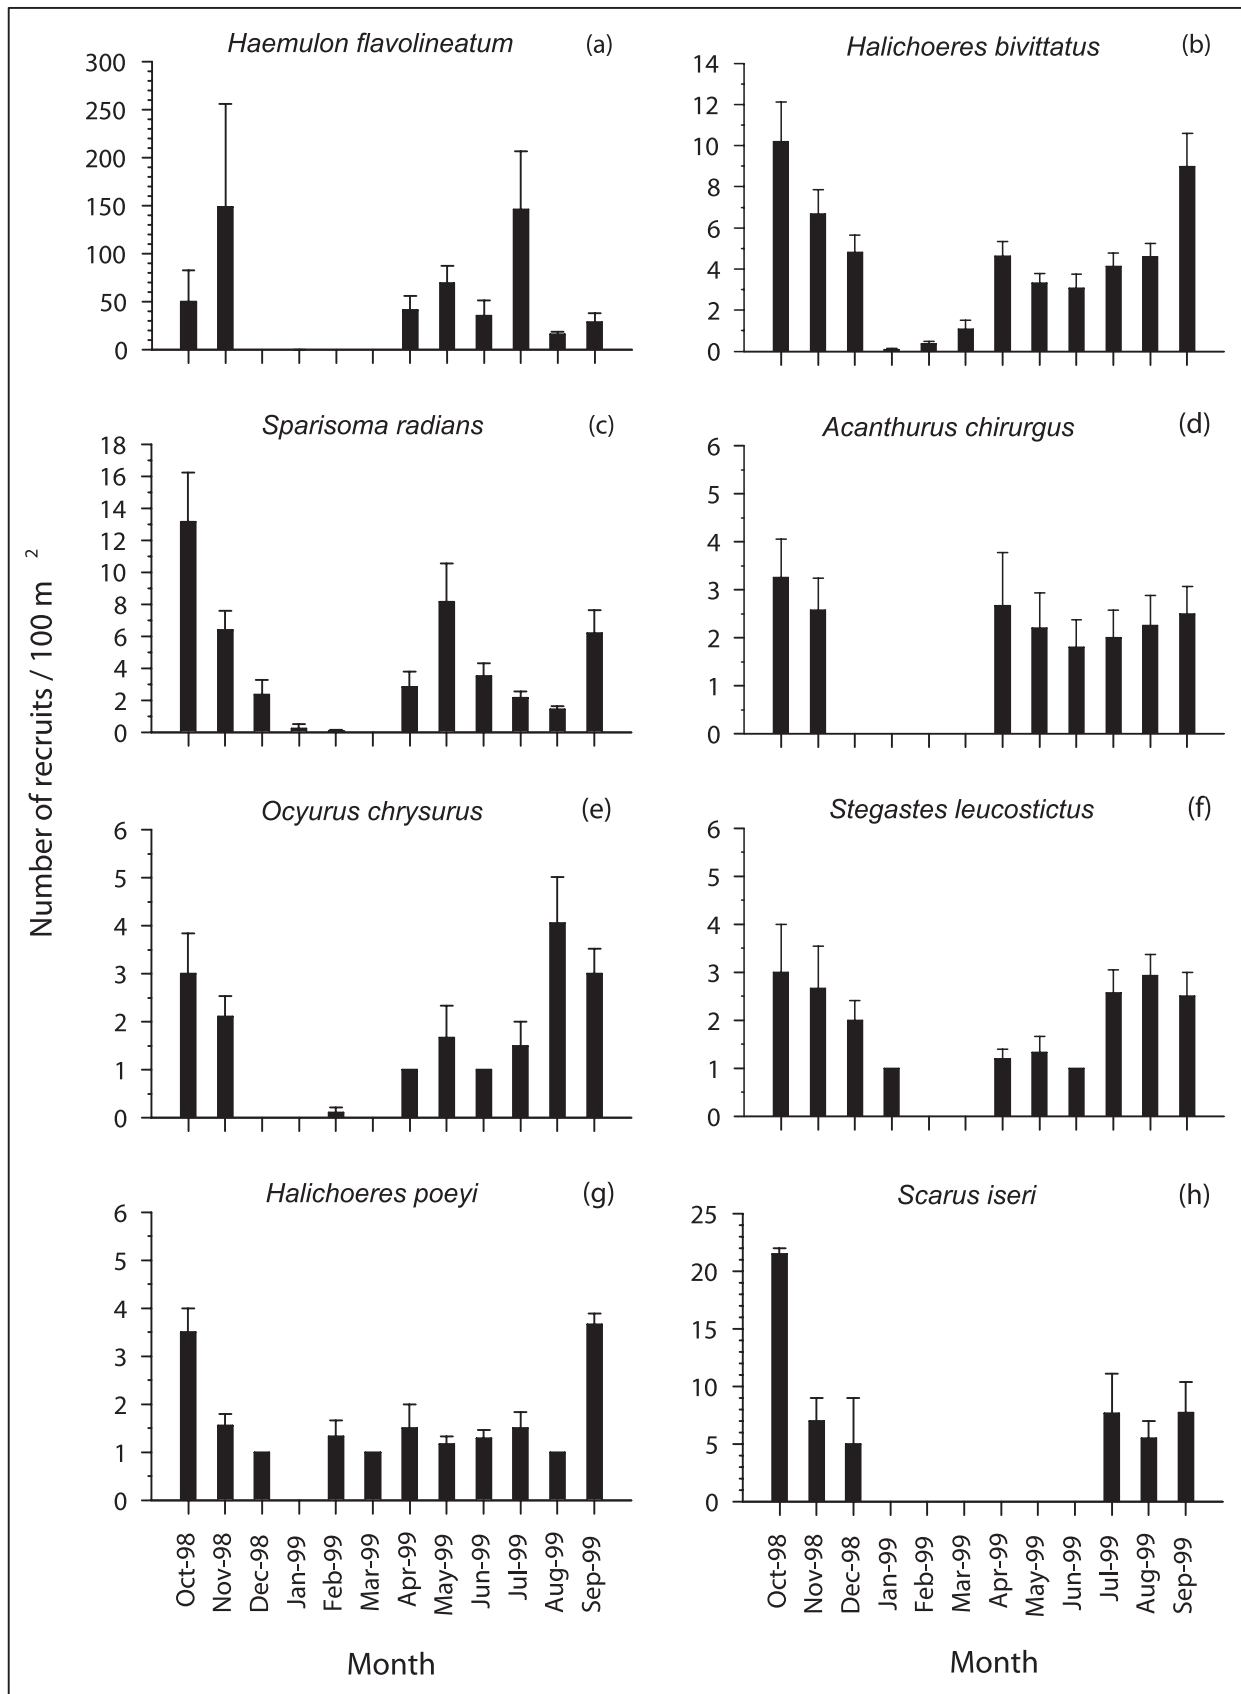 Haemulon flavolineatum (a)
300
250
200
150
100
50
0
Halichoeres bivittatus (b)
14
12
10
8
6
4
2
0
Sparisoma radians (c)
18
16
14
12
10
8
6
4
2
0
Acanthurus chirurgus (d)
6
5
4
3
2
1
0
Number of recruits / 100 m 2
Ocyurus chrysurus (e)
6
5
4
3
2
1
0
Stegastes leucostictus (f)
6
5
4
3
2
1
0
Halichoeres poeyi (g)
6
5
4
3
2
1
0
Oct-98
Nov-98
Dec-98
Jan-99
Feb-99
Mar-99
Apr-99
May-99
Jun-99
Jul-99
Aug-99
Sep-99
Month
Scarus iseri (h)
25
20
15
10
5
0
Oct-98
Nov-98
Dec-98
Jan-99
Feb-99
Mar-99
Apr-99
May-99
Jun-99
Jul-99
Aug-99
Sep-99
Month